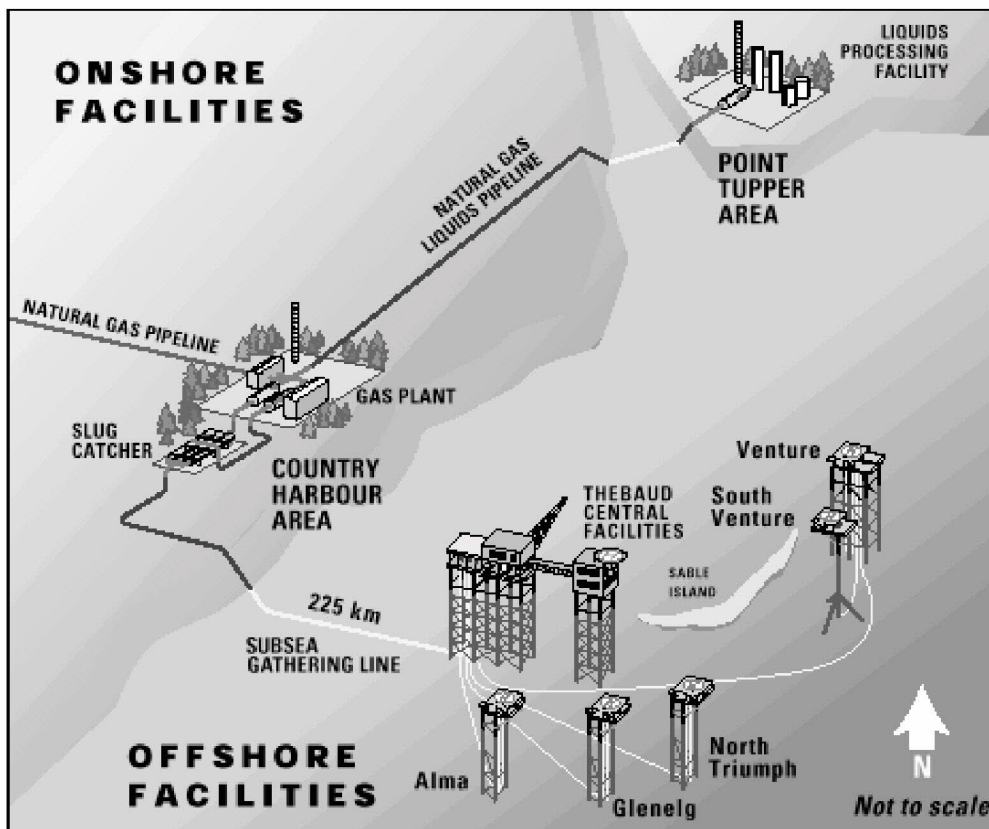 ONSHORE
FACILITIES
LIQUIDS
PROCESSING
FACILITY
POINT
TUPPER
AREA
NATURAL GAS
LIQUIDS PIPELINE
NATURAL GAS PIPELINE
GAS PLANT
SLUG
CATCHER
COUNTRY
HARBOUR
AREA
Venture
South
Venture
THEBAUD
CENTRAL
FACILITIES
SABLE
ISLAND
225 km
SUBSEA
GATHERING LINE
OFFSHORE
FACILITIES
Alma
Glenelg
North
Triumph
N
Not to scale